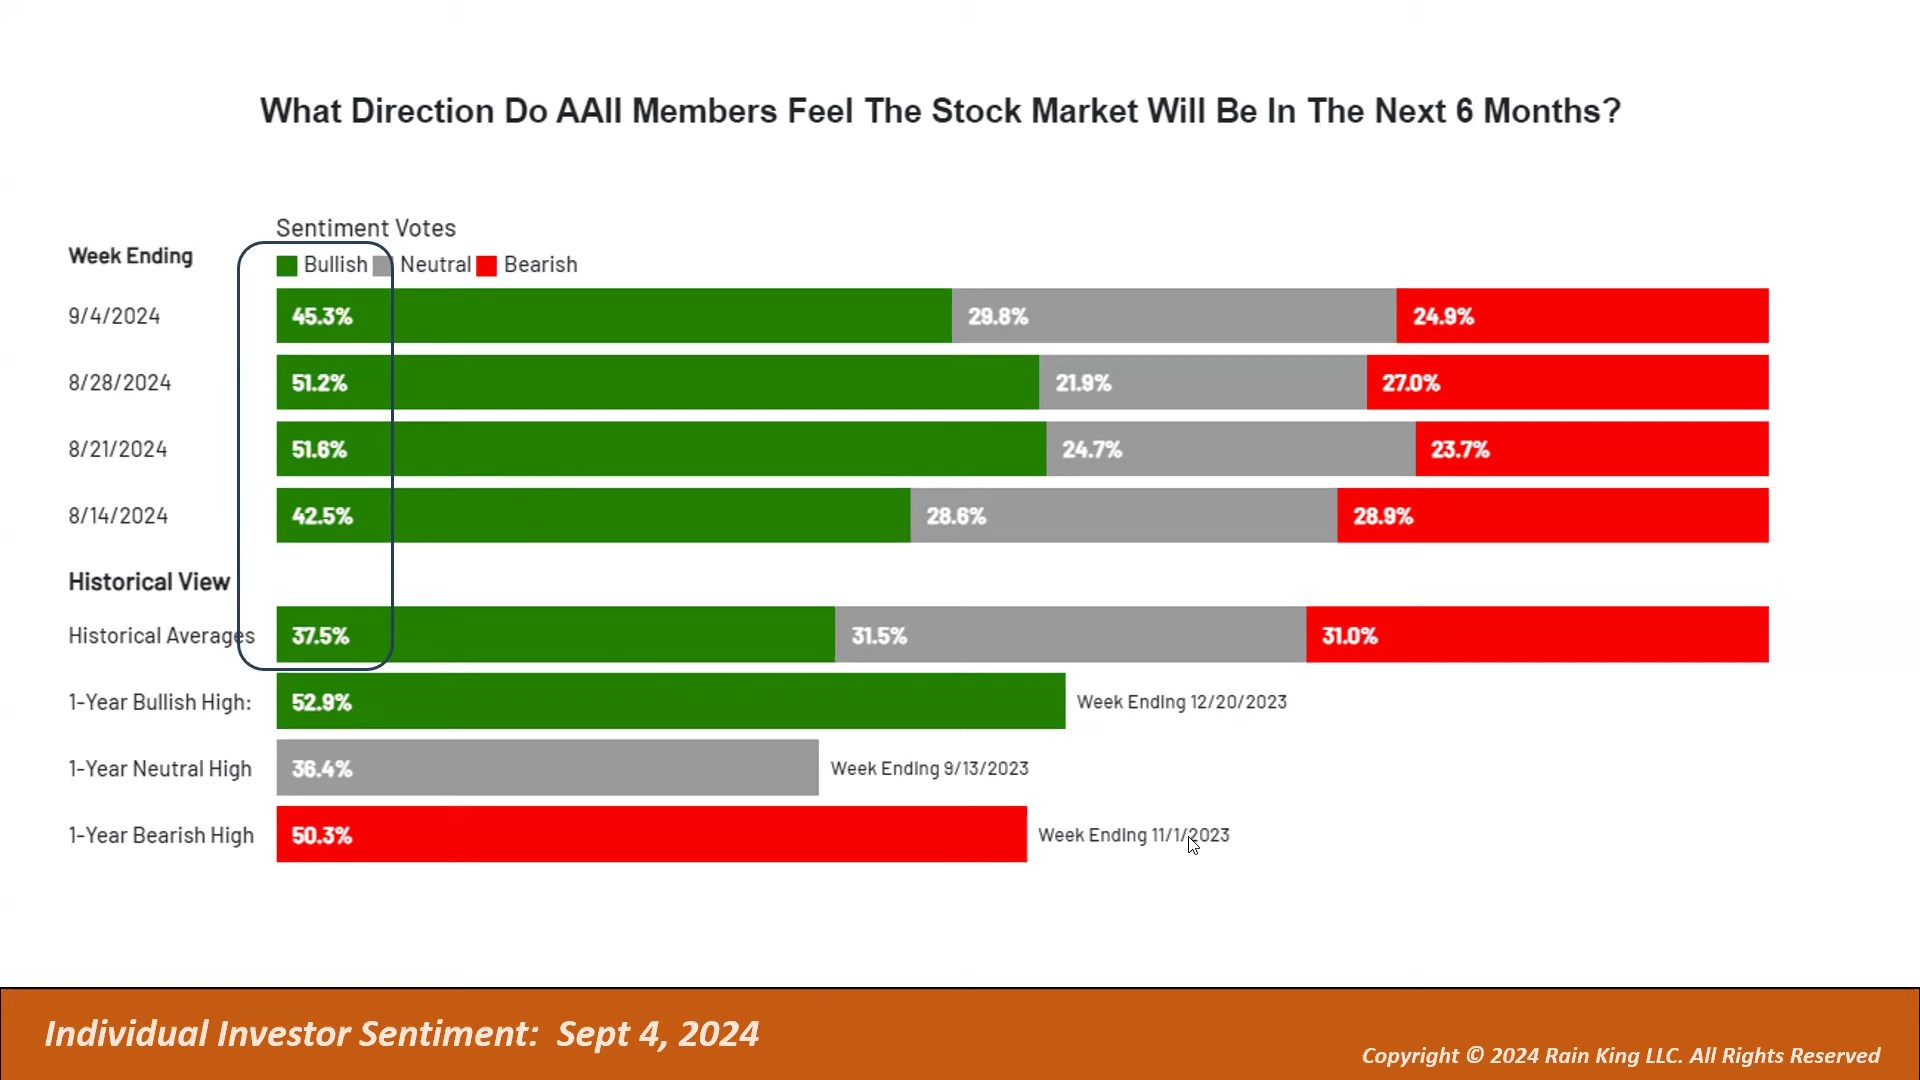 What Direction Do AAII Members Feel The Stock Market Will Be In The Next 6 Months?
Sentiment Votes
Week Ending
Bullish Neutral Bearish
9/4/2024 45.3% 29.8% 24.9%
8/28/2024 51.2% 21.9% 27.0%
8/21/2024 51.6% 24.7% 23.7%
8/14/2024 42.5% 28.6% 28.9%
Historical View
Historical Averages 37.5% 31.5% 31.0%
1-Year Bullish High: 52.9% Week Ending 12/20/2023
1-Year Neutral High 36.4% Week Ending 9/13/2023
1-Year Bearish High 50.3% Week Ending 11/1/2023
Individual Investor Sentiment: Sept 4, 2024
Copyright © 2024 Rain King LLC. All Rights Reserved